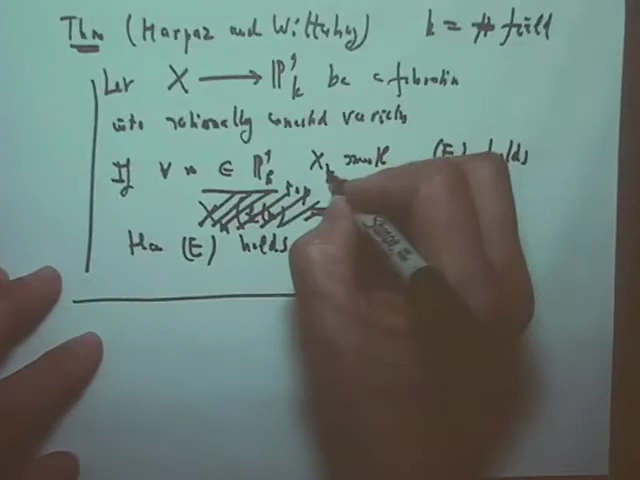 Thm (Harpaz and Wittenberg) k = # field
Let X → ℙ¹_k be a fibration
into rationally connected varieties
If ∀ x ∈ ℙ¹_k X smooth (E) holds
Then (E) holds